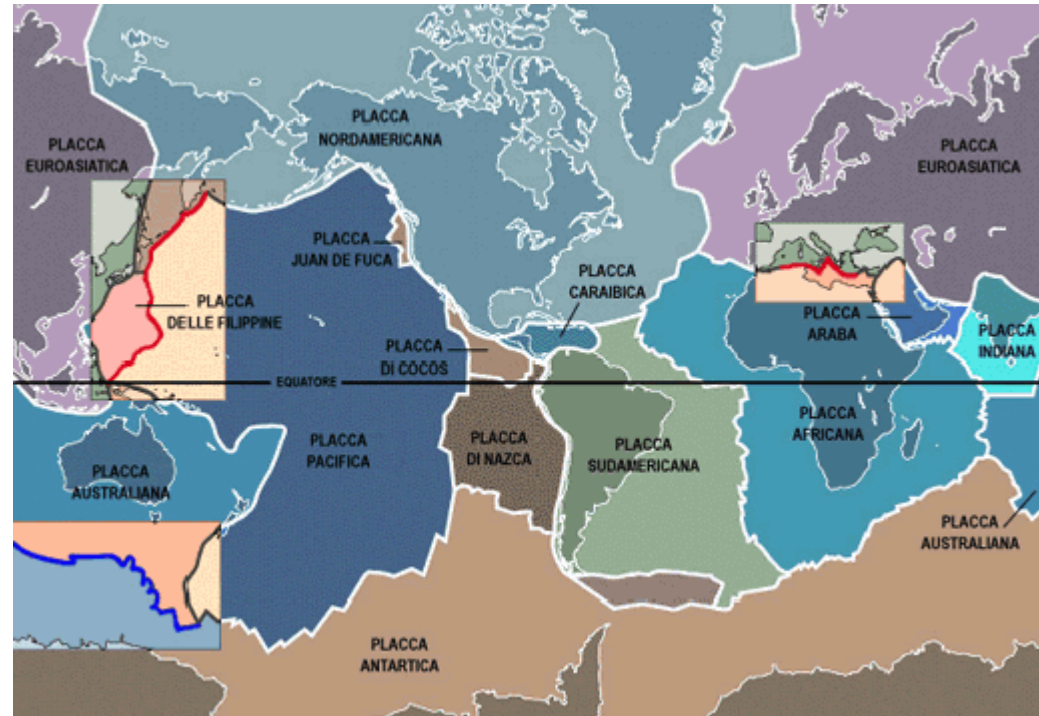 PLACCA
NORDAMERICANA
PLACCA
EUROASIATICA
PLACCA
EUROASIATICA
PLACCA
JUAN DE FUCA
PLACCA
CARAIBICA
PLACCA
DELLE FILIPPINE
PLACCA
ARABA
PLACCA
INDIANA
PLACCA
DI COCOS
EQUATORE
PLACCA
PACIFICA
PLACCA
DI NAZCA
PLACCA
SUDAMERICANA
PLACCA
AFRICANA
PLACCA
AUSTRALIANA
PLACCA
AUSTRALIANA
PLACCA
ANTARTICA